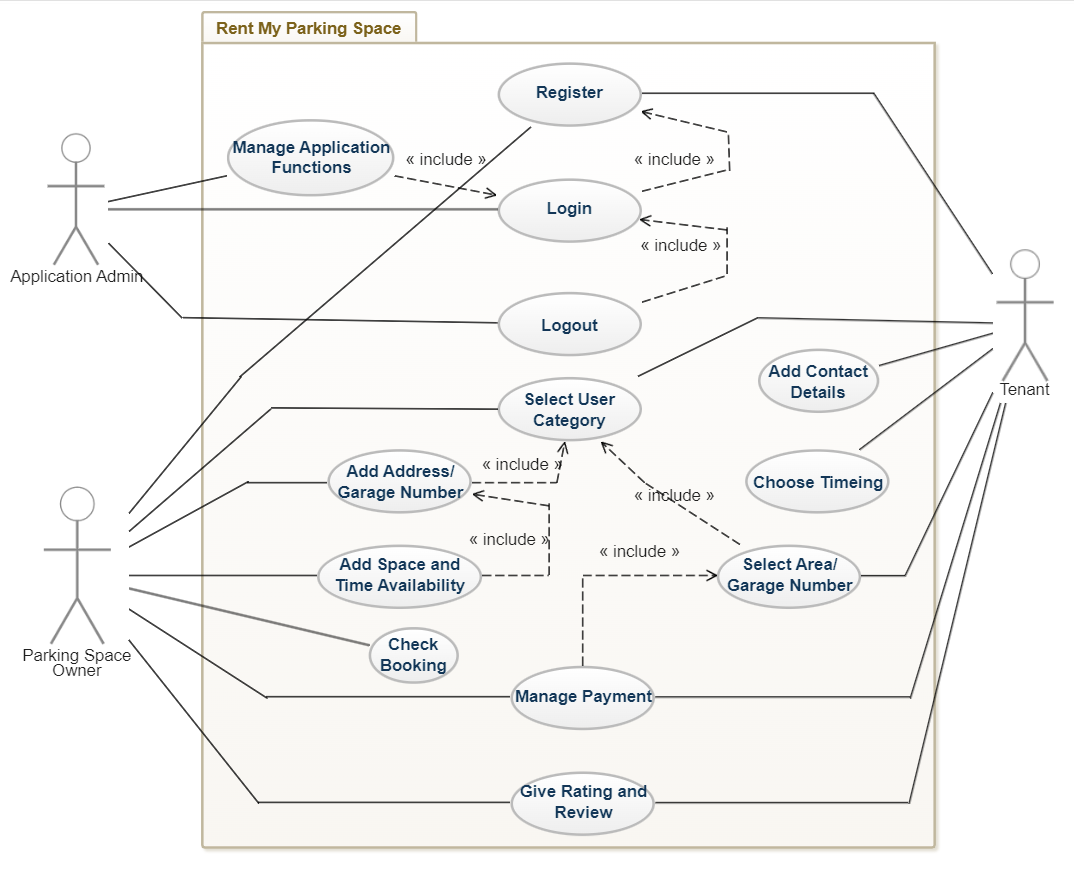 Rent My Parking Space
Register
Manage Application
Functions
« include »
« include »
Login
« include »
Application Admin
Logout
Add Contact
Details
Tenant
Select User
Category
« include »
Add Address/
Garage Number
Choose Timeing
« include »
« include »
« include »
Add Space and
Time Availability
Select Area/
Garage Number
Parking Space
Owner
Check
Booking
Manage Payment
Give Rating and
Review